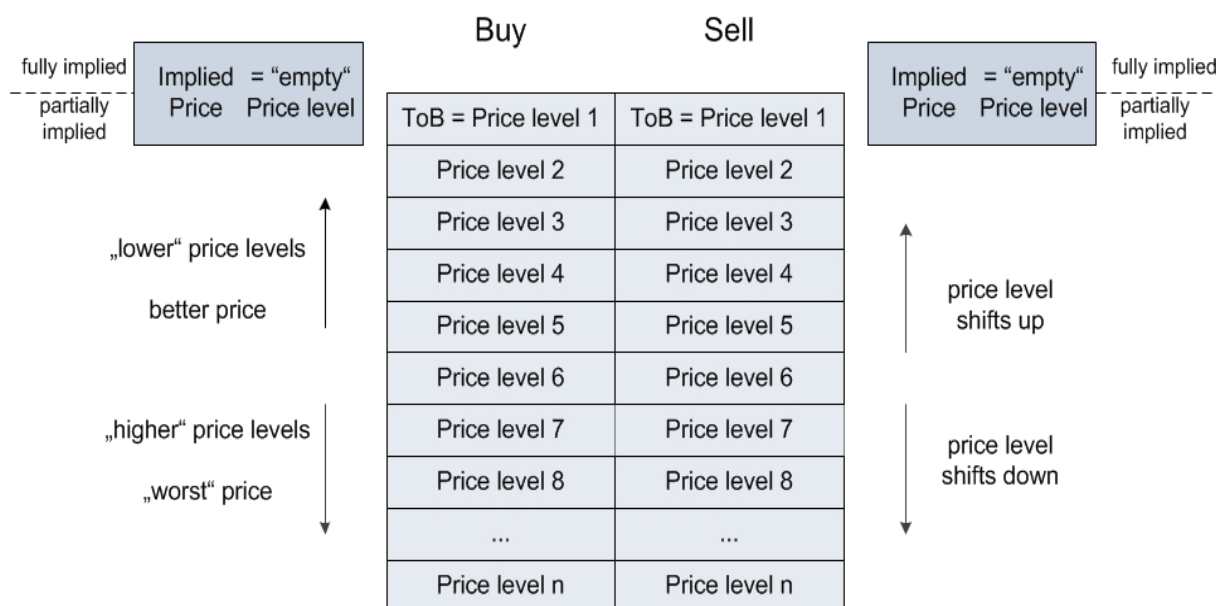 Buy
Sell
fully implied
partially
implied
Implied = “empty“
Price Price level
ToB = Price level 1
ToB = Price level 1
Implied = “empty“
Price Price level
fully implied
partially
implied
Price level 2
Price level 2
Price level 3
Price level 3
Price level 4
Price level 4
Price level 5
Price level 5
Price level 6
Price level 6
Price level 7
Price level 7
Price level 8
Price level 8
...
...
Price level n
Price level n
„lower“ price levels
better price
„higher“ price levels
„worst“ price
price level
shifts up
price level
shifts down